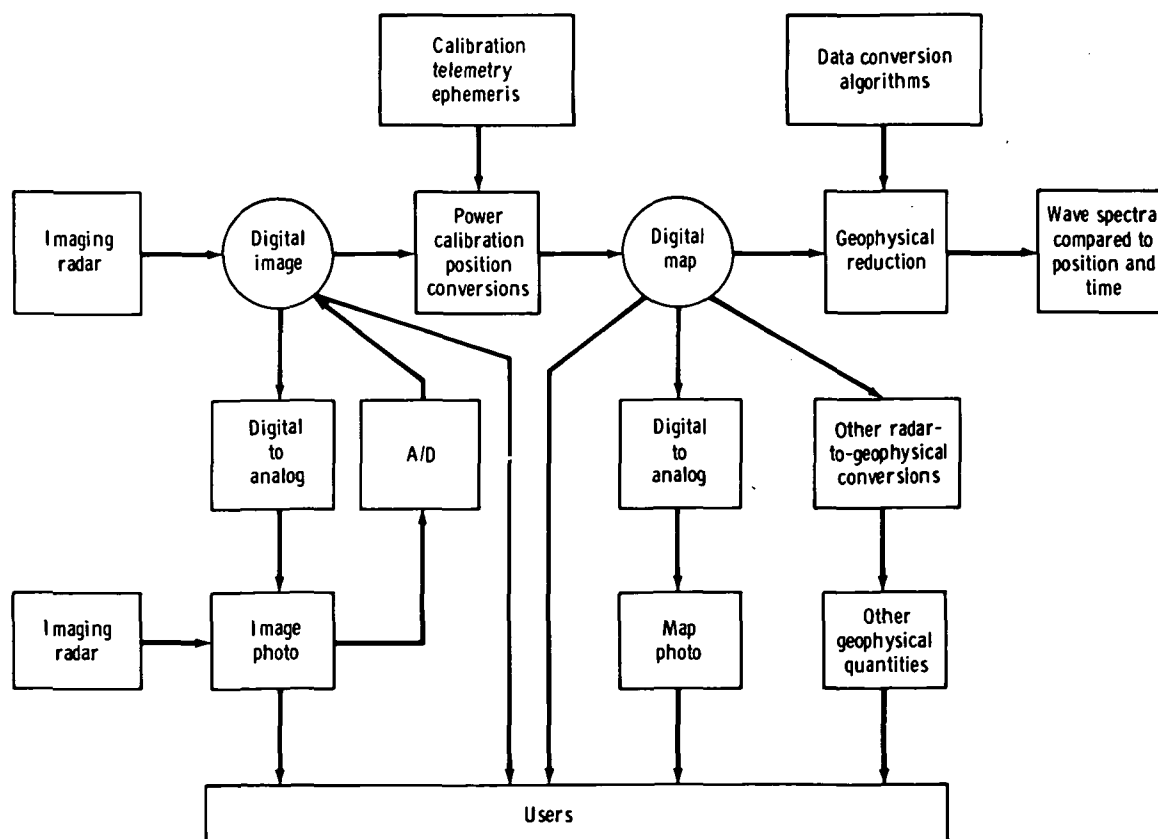 Calibration
telemetry
ephemeris
Data conversion
algorithms
Imaging
radar
Digital
image
Power
calibration
position
conversions
Digital
map
Geophysical
reduction
Wave spectra
compared to
position and
time
Digital
to
analog
A/D
Digital
to
analog
Other radar-
to-geophysical
conversions
Imaging
radar
Image
photo
Map
photo
Other
geophysical
quantities
Users